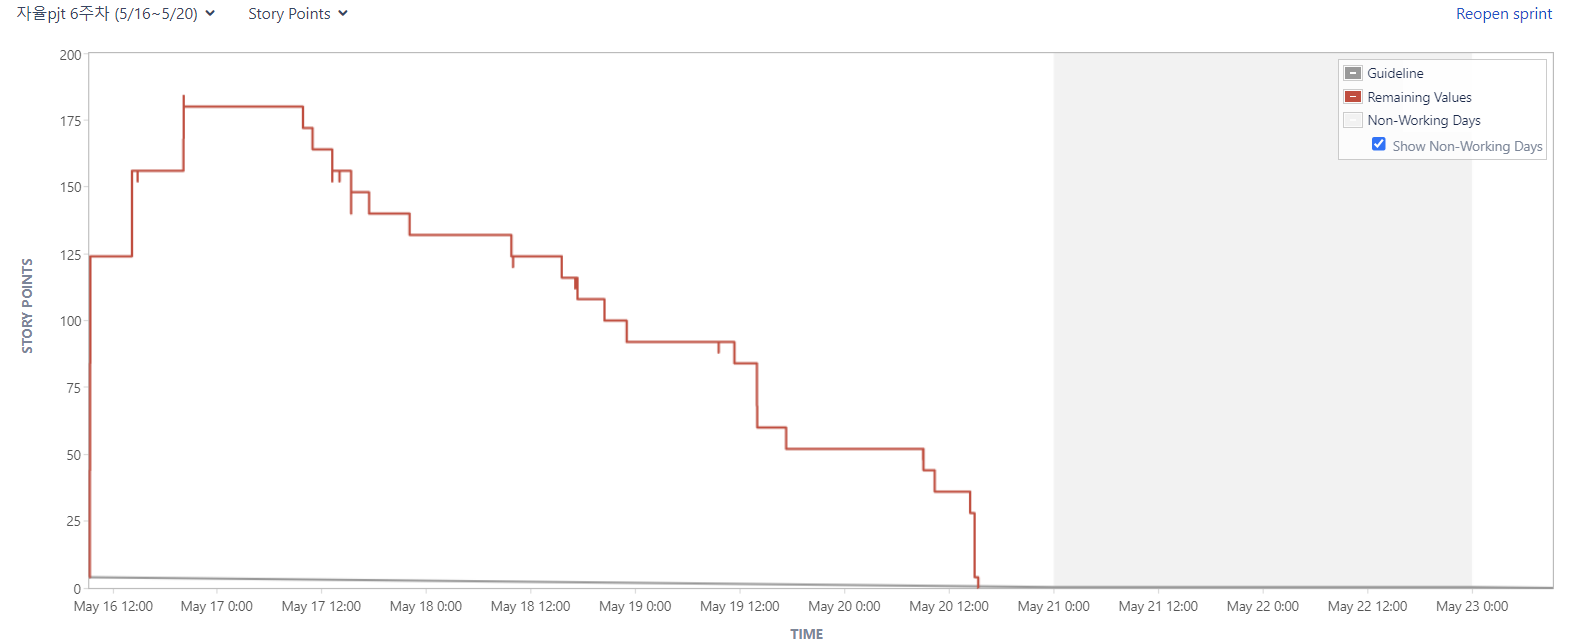 자율pjt 6주차 (5/16~5/20) Story Points Reopen sprint
200
175
150
125
100
75
50
25
0
STORY POINTS
Guideline
Remaining Values
Non-Working Days
Show Non-Working Days
May 16 12:00 May 17 0:00 May 17 12:00 May 18 0:00 May 18 12:00 May 19 0:00 May 19 12:00 May 20 0:00 May 20 12:00 May 21 0:00 May 21 12:00 May 22 0:00 May 22 12:00 May 23 0:00
TIME